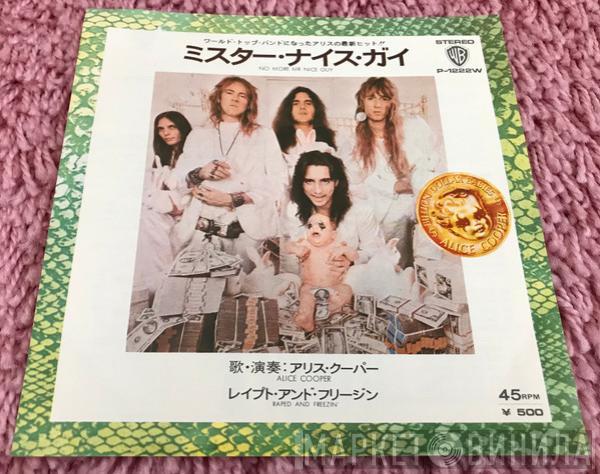 ワールド・トップ・バンドになったアリスの最新ヒット!!
ミスター・ナイス・ガイ
NO MORE MR NICE GUY
STEREO
WB
P-1222W
BILLION DOLLAR BABIES
ALICE COOPER
歌・演奏：アリス・クーパー
ALICE COOPER
レイプト・アンド・フリージン
RAPED AND FREEZIN'
45RPM
¥ 500
МАРКЕТ ВИНИЛА